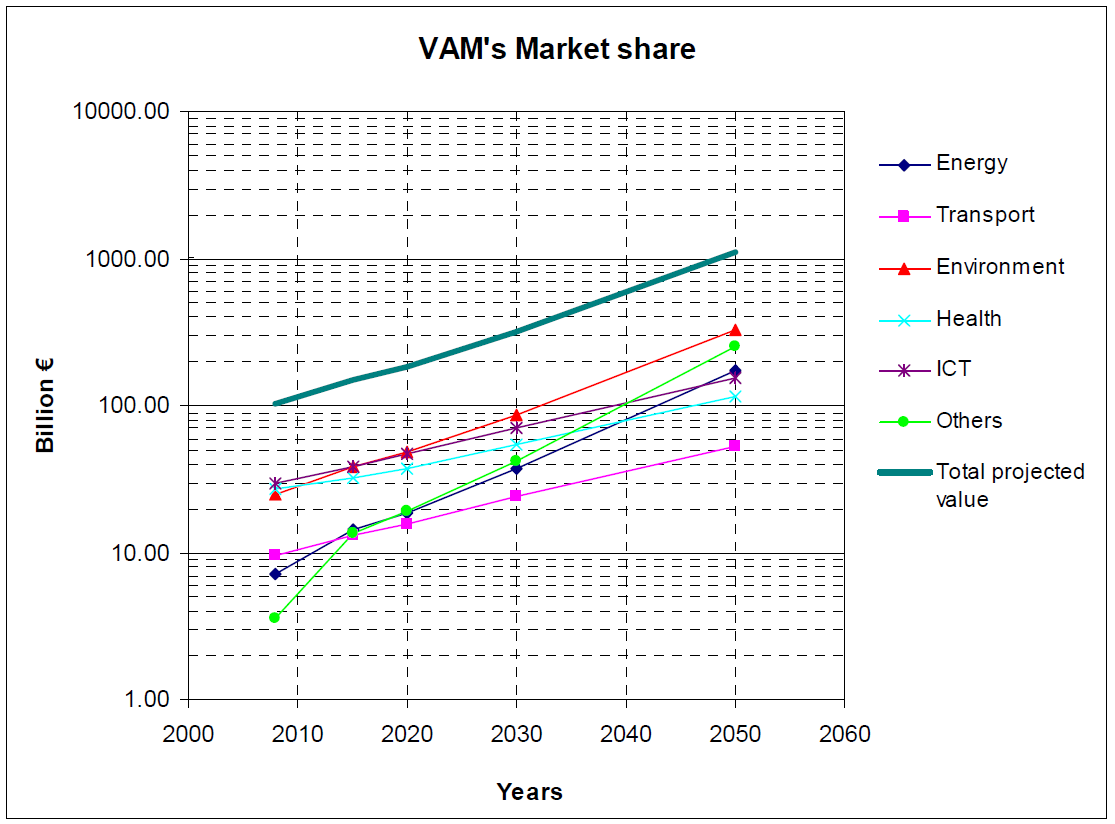 VAM's Market share
10000.00
1000.00
100.00
10.00
1.00
Billion €
2000 2010 2020 2030 2040 2050 2060
Years
Energy
Transport
Environment
Health
ICT
Others
Total projected
value